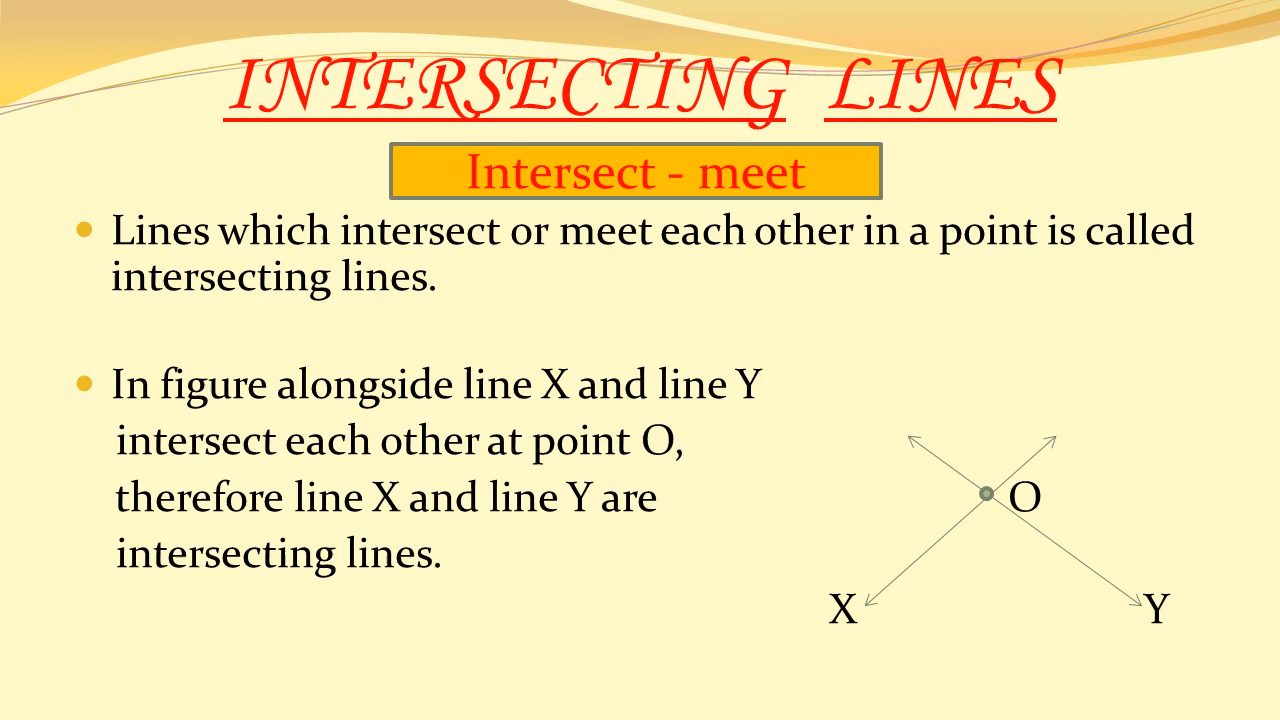 INTERSECTING LINES
Intersect - meet
Lines which intersect or meet each other in a point is called
intersecting lines.
In figure alongside line X and line Y
intersect each other at point O,
therefore line X and line Y are
intersecting lines.
O
X
Y